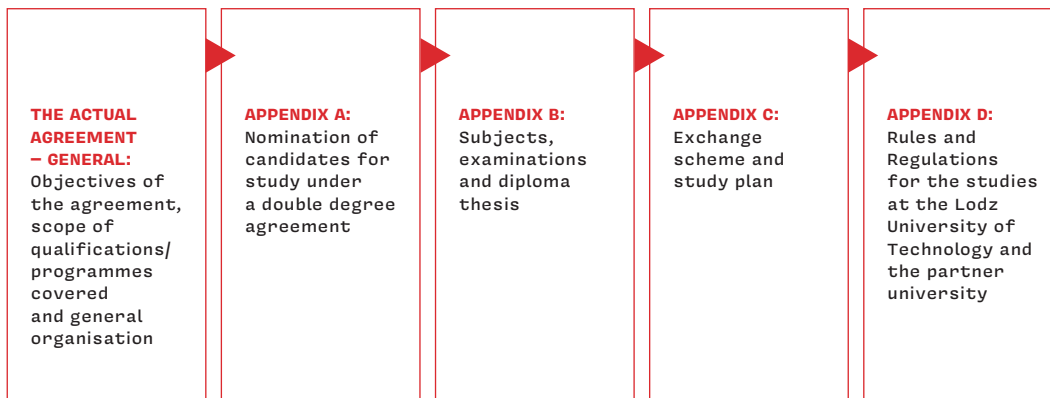 THE ACTUAL
AGREEMENT
– GENERAL:
Objectives of
the agreement,
scope of
qualifications/
programmes
covered
and general
organisation
APPENDIX A:
Nomination of
candidates for
study under
a double degree
agreement
APPENDIX B:
Subjects,
examinations
and diploma
thesis
APPENDIX C:
Exchange
scheme and
study plan
APPENDIX D:
Rules and
Regulations
for the studies
at the Lodz
University of
Technology and
the partner
university